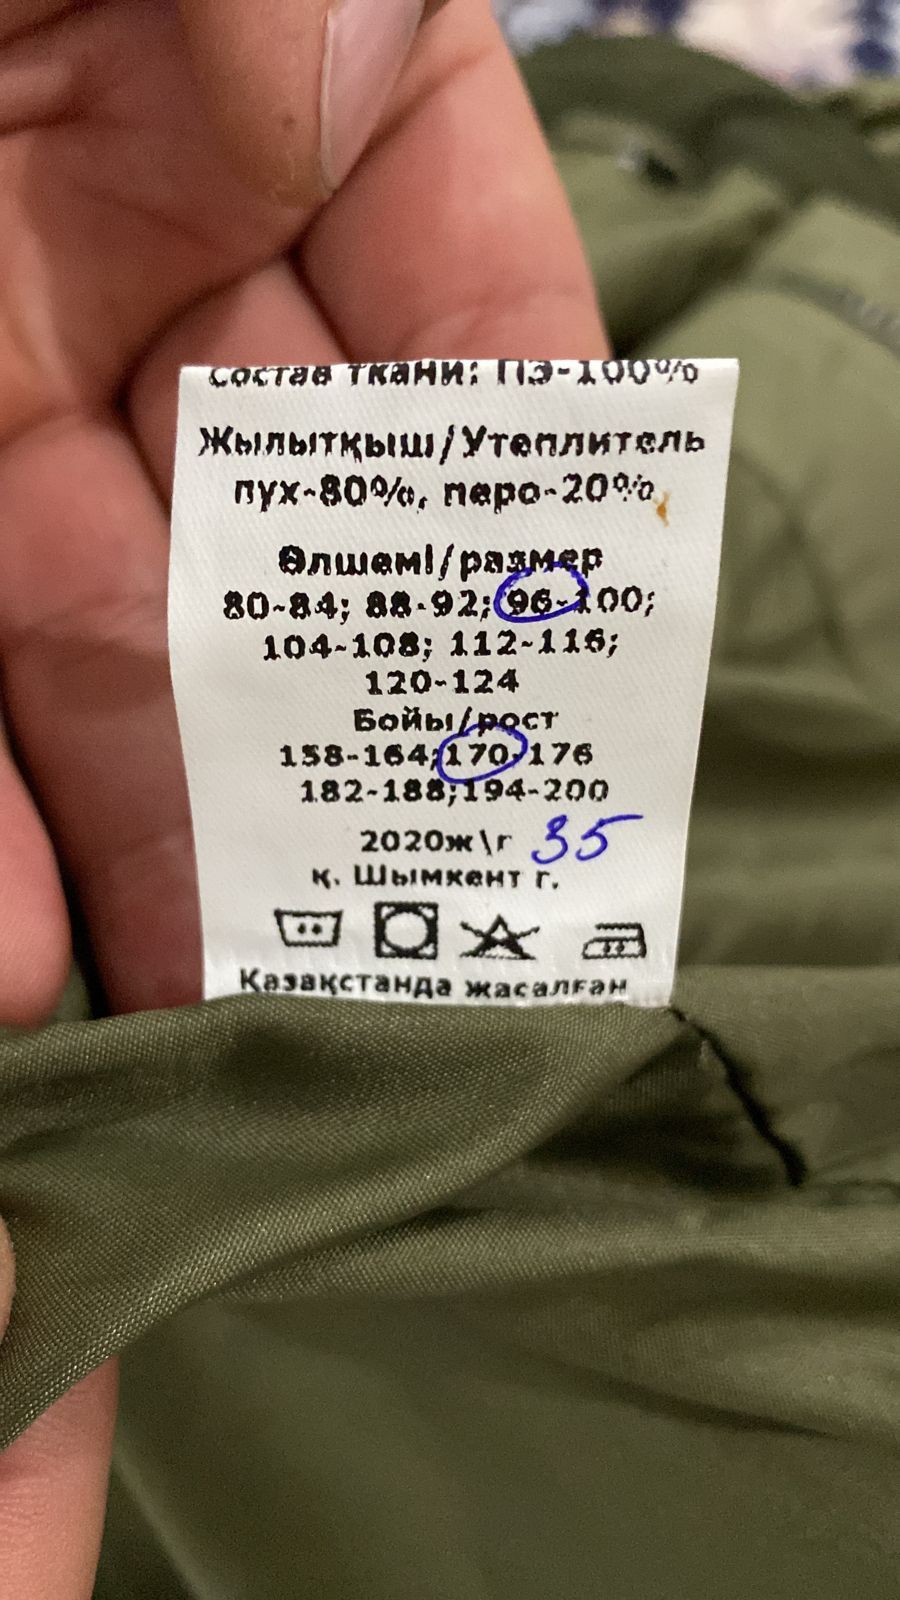 Состав ткани: ПЭ-100%
Жылытқыш/Утеплитель
пух-80%, перо-20%
Өлшемі/размер
80-84; 88-92; 96-100;
104-108; 112-116;
120-124
Бойы/рост
158-164;170-176
182-188;194-200
2020ж\г 35
қ. Шымкент г.
Қазақстанда жасалған